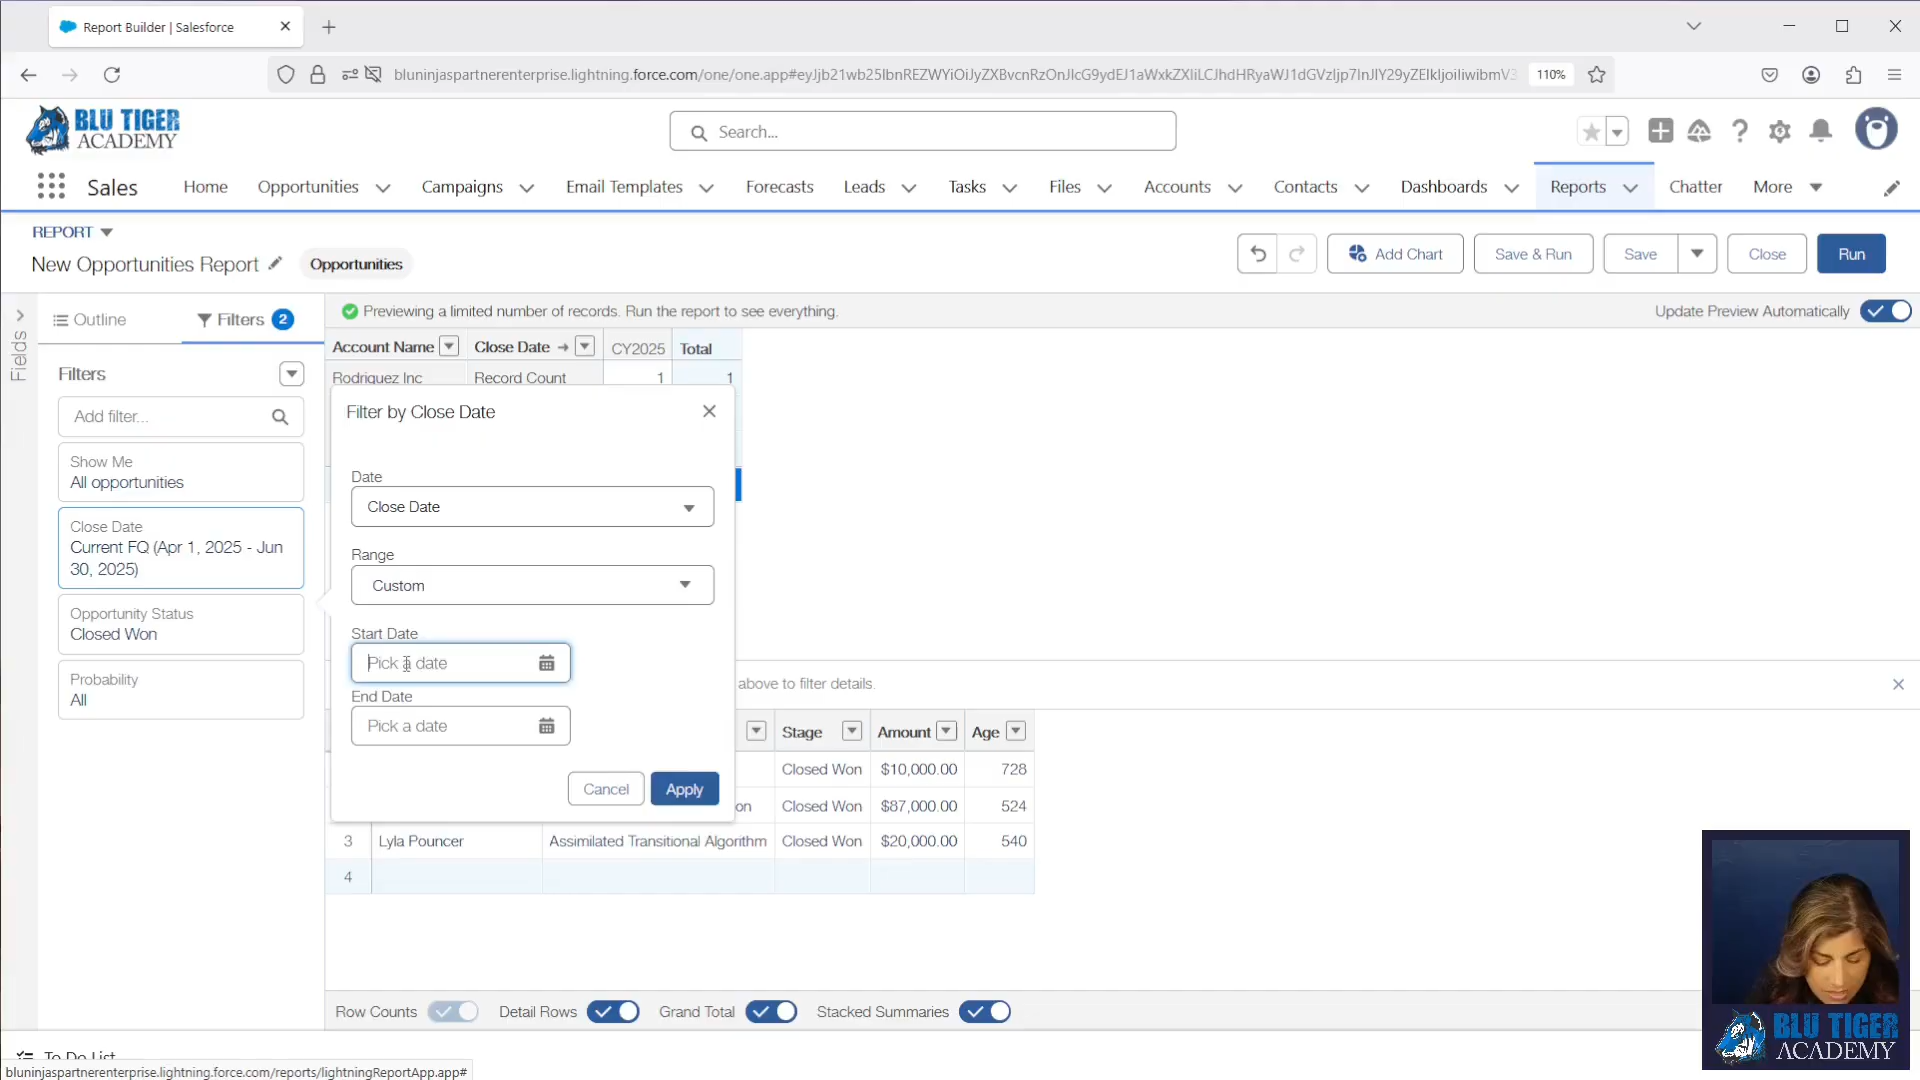 Report Builder | Salesforce
bluninjaspartnerenterprise.lightning.force.com/one/one.app#
110%
BLU TIGER
ACADEMY
Search...
Sales
Home
Opportunities
Campaigns
Email Templates
Forecasts
Leads
Tasks
Files
Accounts
Contacts
Dashboards
Reports
Chatter
More
REPORT
New Opportunities Report
Opportunities
Add Chart
Save & Run
Save
Close
Run
Fields
Outline
Filters 2
Previewing a limited number of records. Run the report to see everything.
Update Preview Automatically
Filters
Add filter...
Show Me
All opportunities
Close Date
Current FQ (Apr 1, 2025 - Jun
30, 2025)
Opportunity Status
Closed Won
Probability
All
Account Name Close Date CY2025 Total
Rodriquez Inc Record Count 1 1
Filter by Close Date
Date
Close Date
Range
Custom
Start Date
Pick a date
End Date
Pick a date
Cancel
Apply
above to filter details.
Stage Amount Age
Closed Won $10,000.00 728
on Closed Won $87,000.00 524
3 Lyla Pouncer Assimilated Transitional Algorithm Closed Won $20,000.00 540
4
Row Counts
Detail Rows
Grand Total
Stacked Summaries
To Do List
bluninjaspartnerenterprise.lightning.force.com/reports/lightningReportApp.app#
BLU TIGER
ACADEMY